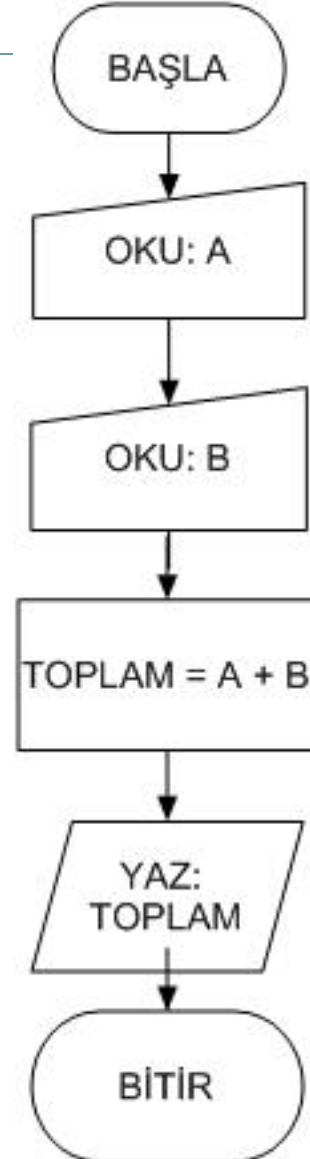 BAŞLA
OKU: A
OKU: B
TOPLAM = A + B
YAZ:
TOPLAM
BİTİR